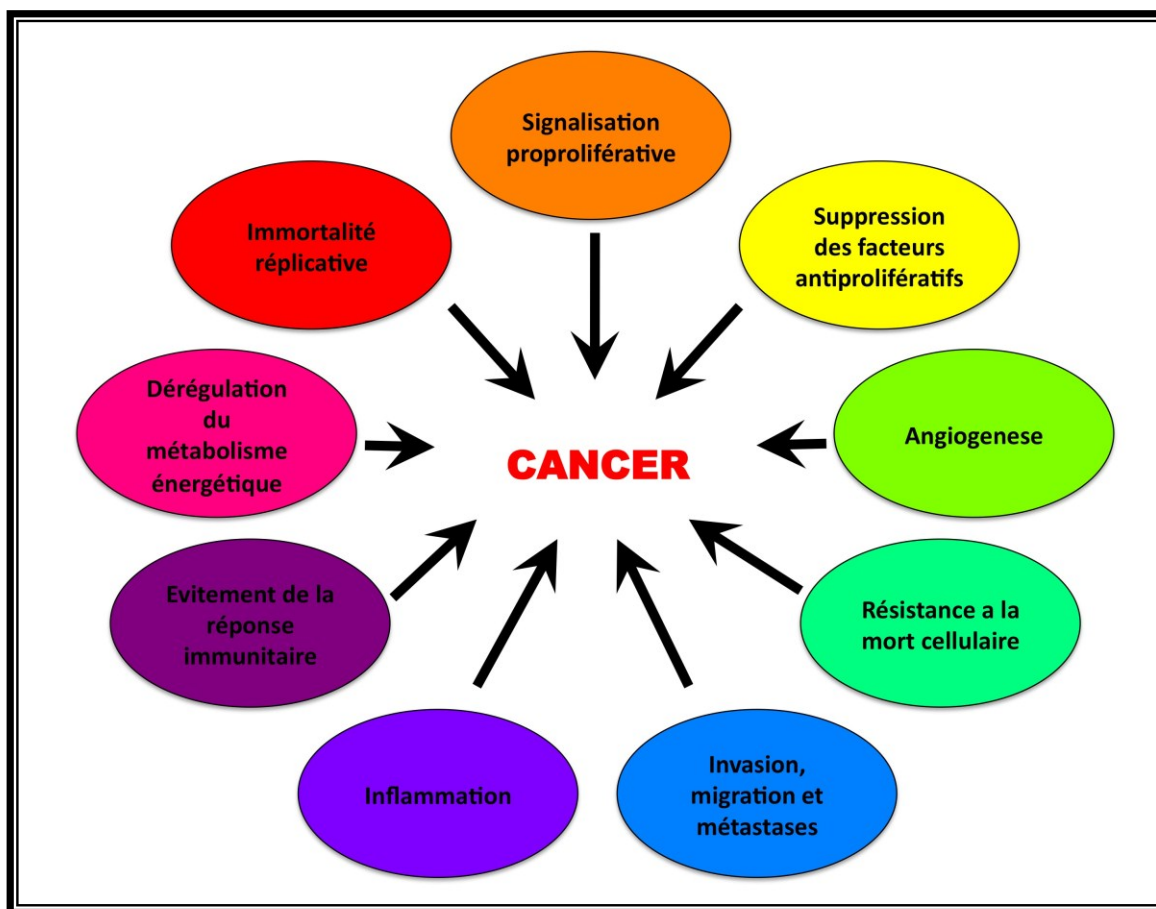 Signalisation
proproliférative
Suppression
des facteurs
antiprolifératifs
Angiogenese
Résistance a la
mort cellulaire
Invasion,
migration et
métastases
Inflammation
Evitement de la
réponse
immunitaire
Dérégulation
du
métabolisme
énergétique
Immortalité
réplicative
CANCER